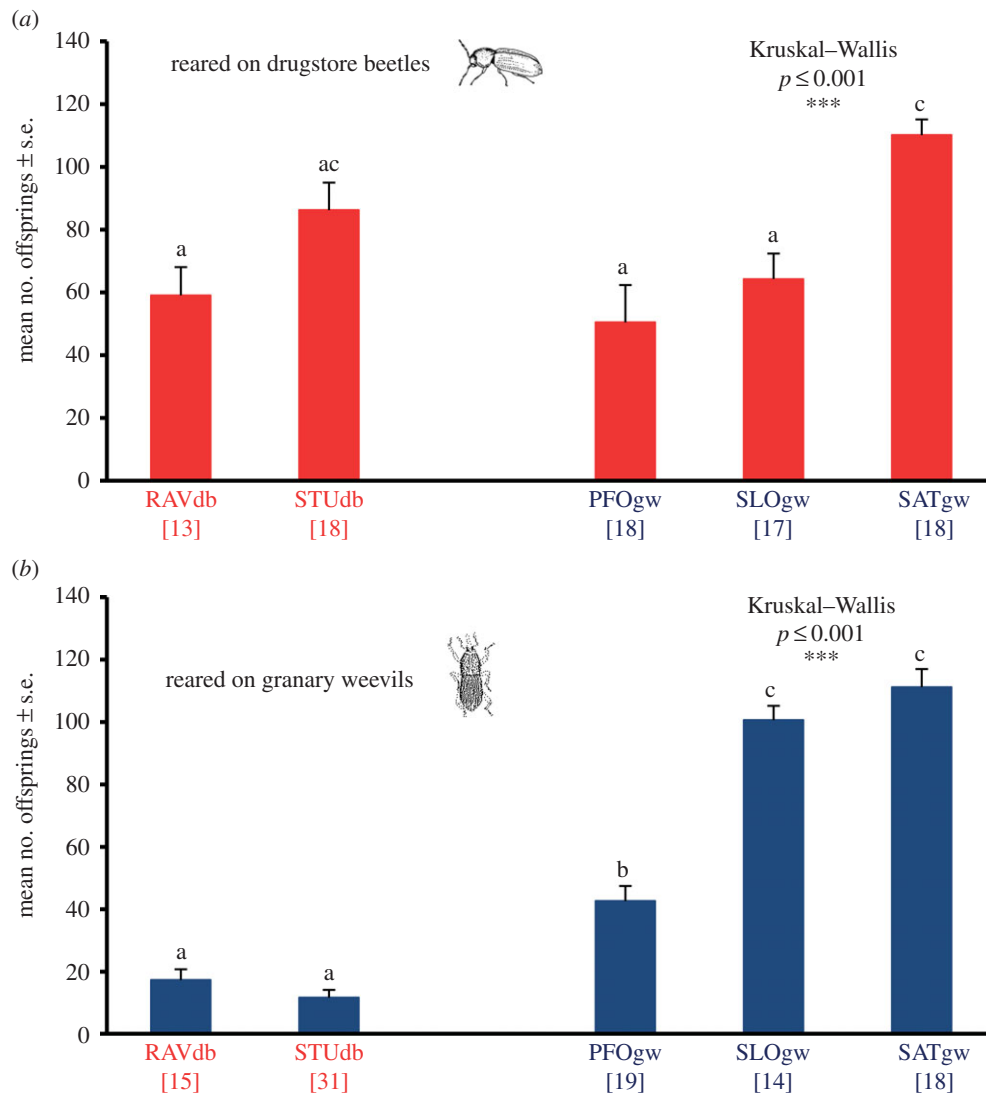 (a)
140
120
100
80
60
40
20
0
mean no. offsprings ± s.e.
reared on drugstore beetles
Kruskal–Wallis
p ≤ 0.001
***
a
ac
a
a
c
RAVdb
[13]
STUdb
[18]
PFOgw
[18]
SLOgw
[17]
SATgw
[18]
(b)
140
120
100
80
60
40
20
0
mean no. offsprings ± s.e.
reared on granary weevils
Kruskal–Wallis
p ≤ 0.001
***
a
a
b
c
c
RAVdb
[15]
STUdb
[31]
PFOgw
[19]
SLOgw
[14]
SATgw
[18]